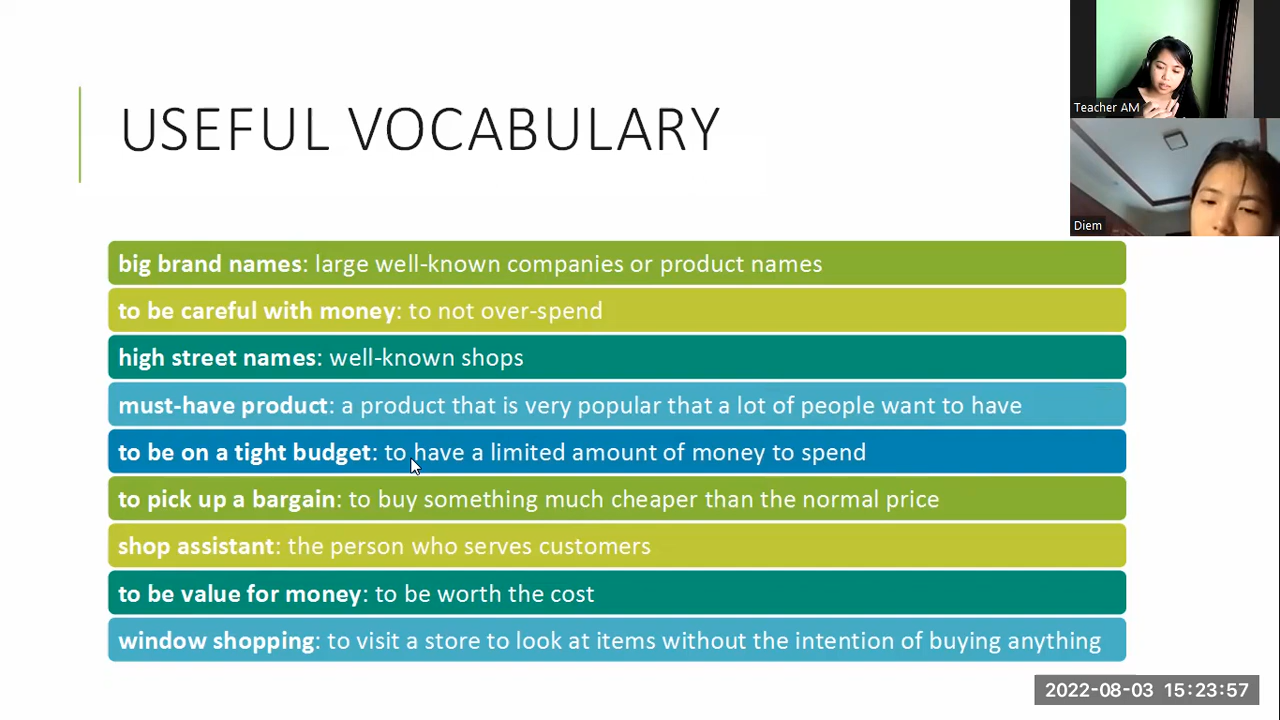 USEFUL VOCABULARY
Teacher AM
Diem
big brand names: large well-known companies or product names
to be careful with money: to not over-spend
high street names: well-known shops
must-have product: a product that is very popular that a lot of people want to have
to be on a tight budget: to have a limited amount of money to spend
to pick up a bargain: to buy something much cheaper than the normal price
shop assistant: the person who serves customers
to be value for money: to be worth the cost
window shopping: to visit a store to look at items without the intention of buying anything
2022-08-03 15:23:57